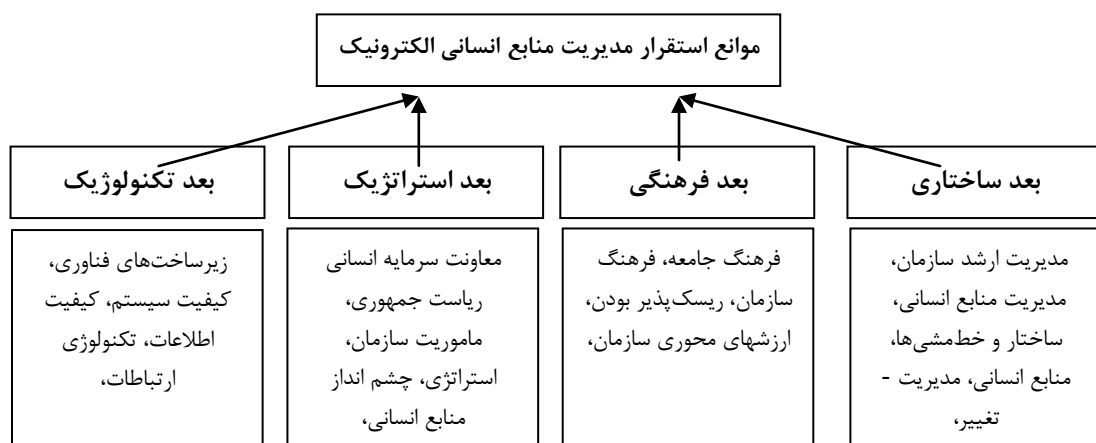 موانع استقرار مدیریت منابع انسانی الکترونیک
بعد ساختاری
بعد فرهنگی
بعد استراتژیک
بعد تکنولوژیک
مدیریت ارشد سازمان،
مدیریت منابع انسانی،
ساختار و خط‌مشی‌ها،
منابع انسانی، مدیریت -
تغییر،
فرهنگ جامعه، فرهنگ
سازمان، ریسک‌پذیر بودن،
ارزشهای محوری سازمان،
معاونت سرمایه انسانی
ریاست جمهوری،
ماموریت سازمان،
استراتژی، چشم انداز
منابع انسانی،
زیرساخت‌های فناوری،
کیفیت سیستم، کیفیت
اطلاعات، تکنولوژی
ارتباطات،